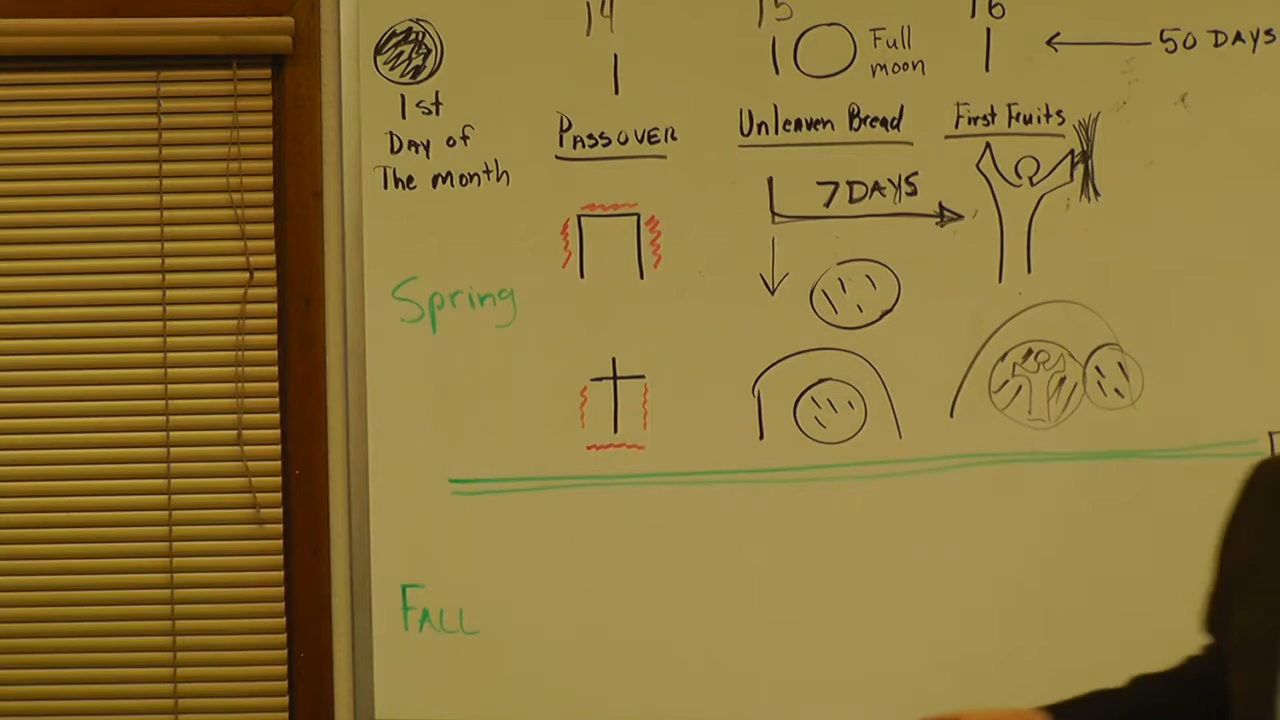 14 15 16
Full
moon
50 DAYS
1st
Day of
The month
PASSOVER
Unleaven Bread
First Fruits
7 DAYS
Spring
FALL